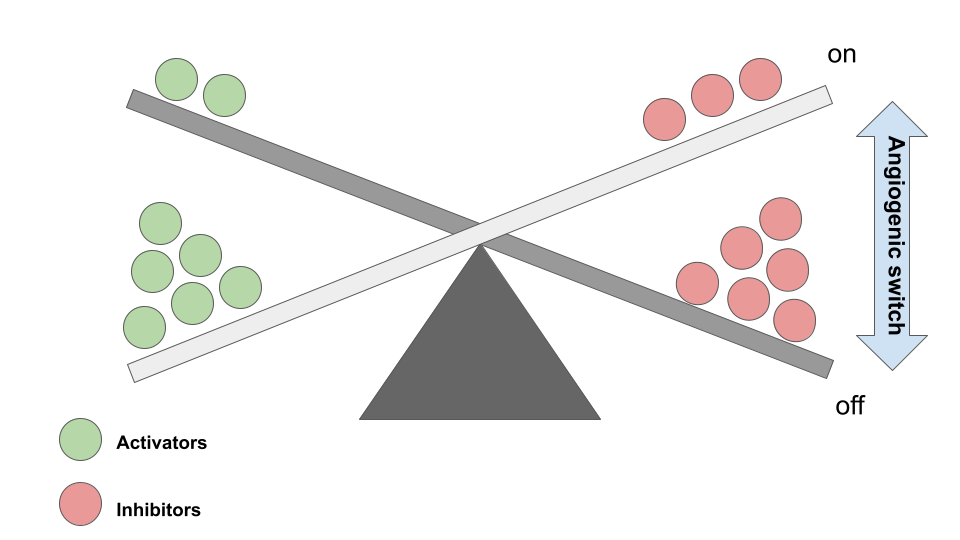 on
Angiogenic switch
off
Activators
Inhibitors